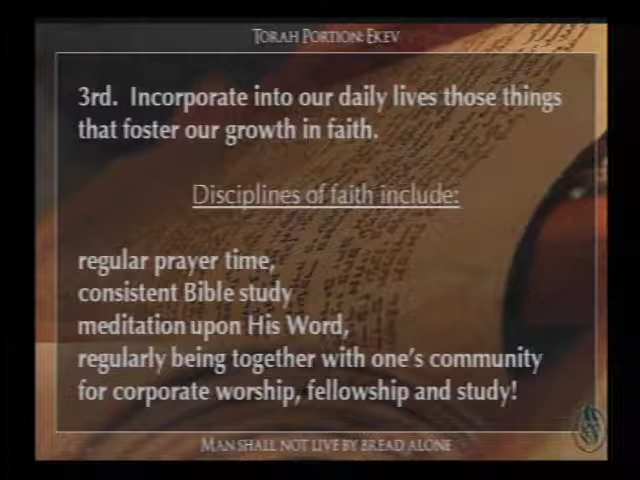 TORAH PORTION: EKEV
3rd. Incorporate into our daily lives those things
that foster our growth in faith.
Disciplines of faith include:
regular prayer time,
consistent Bible study
meditation upon His Word,
regularly being together with one's community
for corporate worship, fellowship and study!
MAN SHALL NOT LIVE BY BREAD ALONE